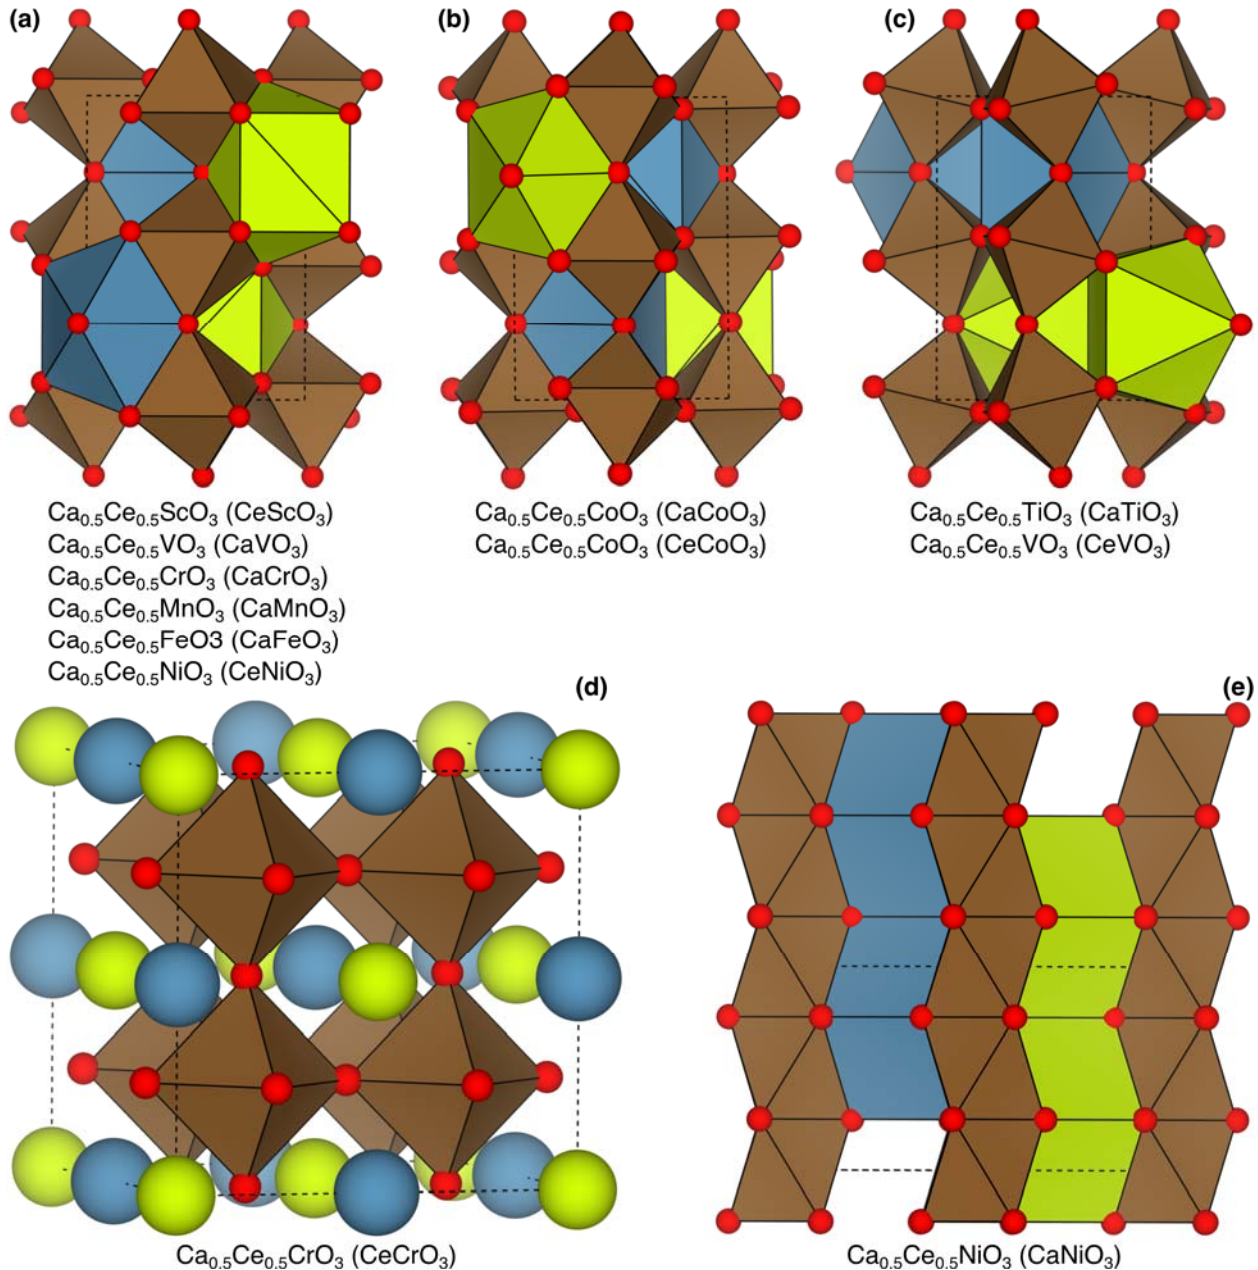 (a)
(b)
(c)
Ca0.5Ce0.5ScO3 (CeScO3)
Ca0.5Ce0.5VO3 (CaVO3)
Ca0.5Ce0.5CrO3 (CaCrO3)
Ca0.5Ce0.5MnO3 (CaMnO3)
Ca0.5Ce0.5FeO3 (CaFeO3)
Ca0.5Ce0.5NiO3 (CeNiO3)
Ca0.5Ce0.5CoO3 (CaCoO3)
Ca0.5Ce0.5CoO3 (CeCoO3)
Ca0.5Ce0.5TiO3 (CaTiO3)
Ca0.5Ce0.5VO3 (CeVO3)
(d)
(e)
Ca0.5Ce0.5CrO3 (CeCrO3)
Ca0.5Ce0.5NiO3 (CaNiO3)